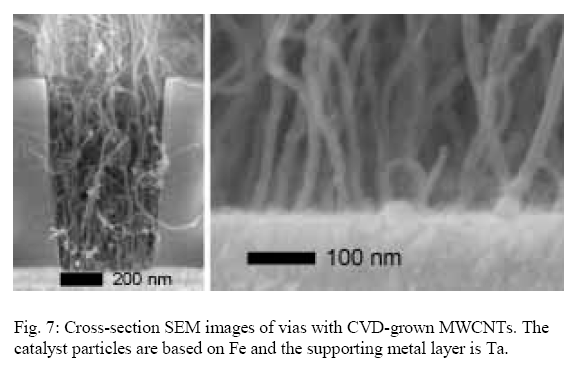 200 nm
100 nm
Fig. 7: Cross-section SEM images of vias with CVD-grown MWCNTs. The
catalyst particles are based on Fe and the supporting metal layer is Ta.